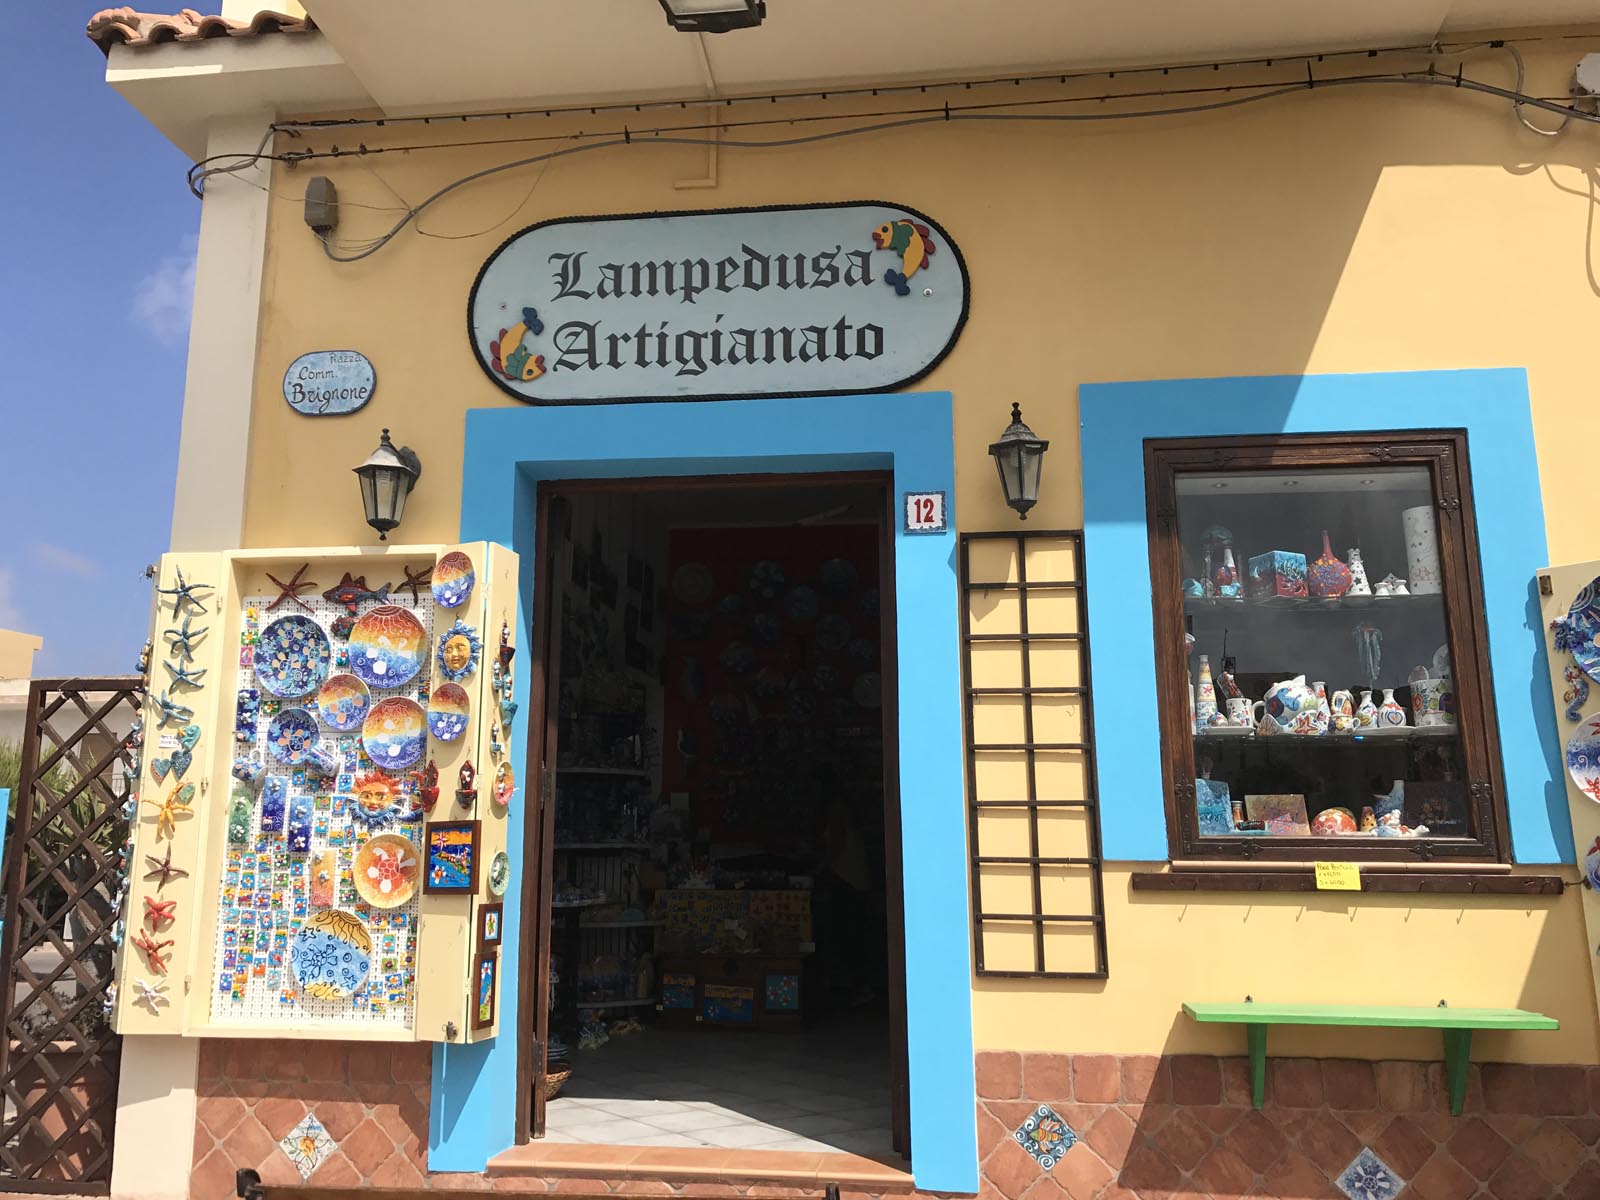 Lampedusa
Artigianato
Piazza
Comm.
Brignone
12